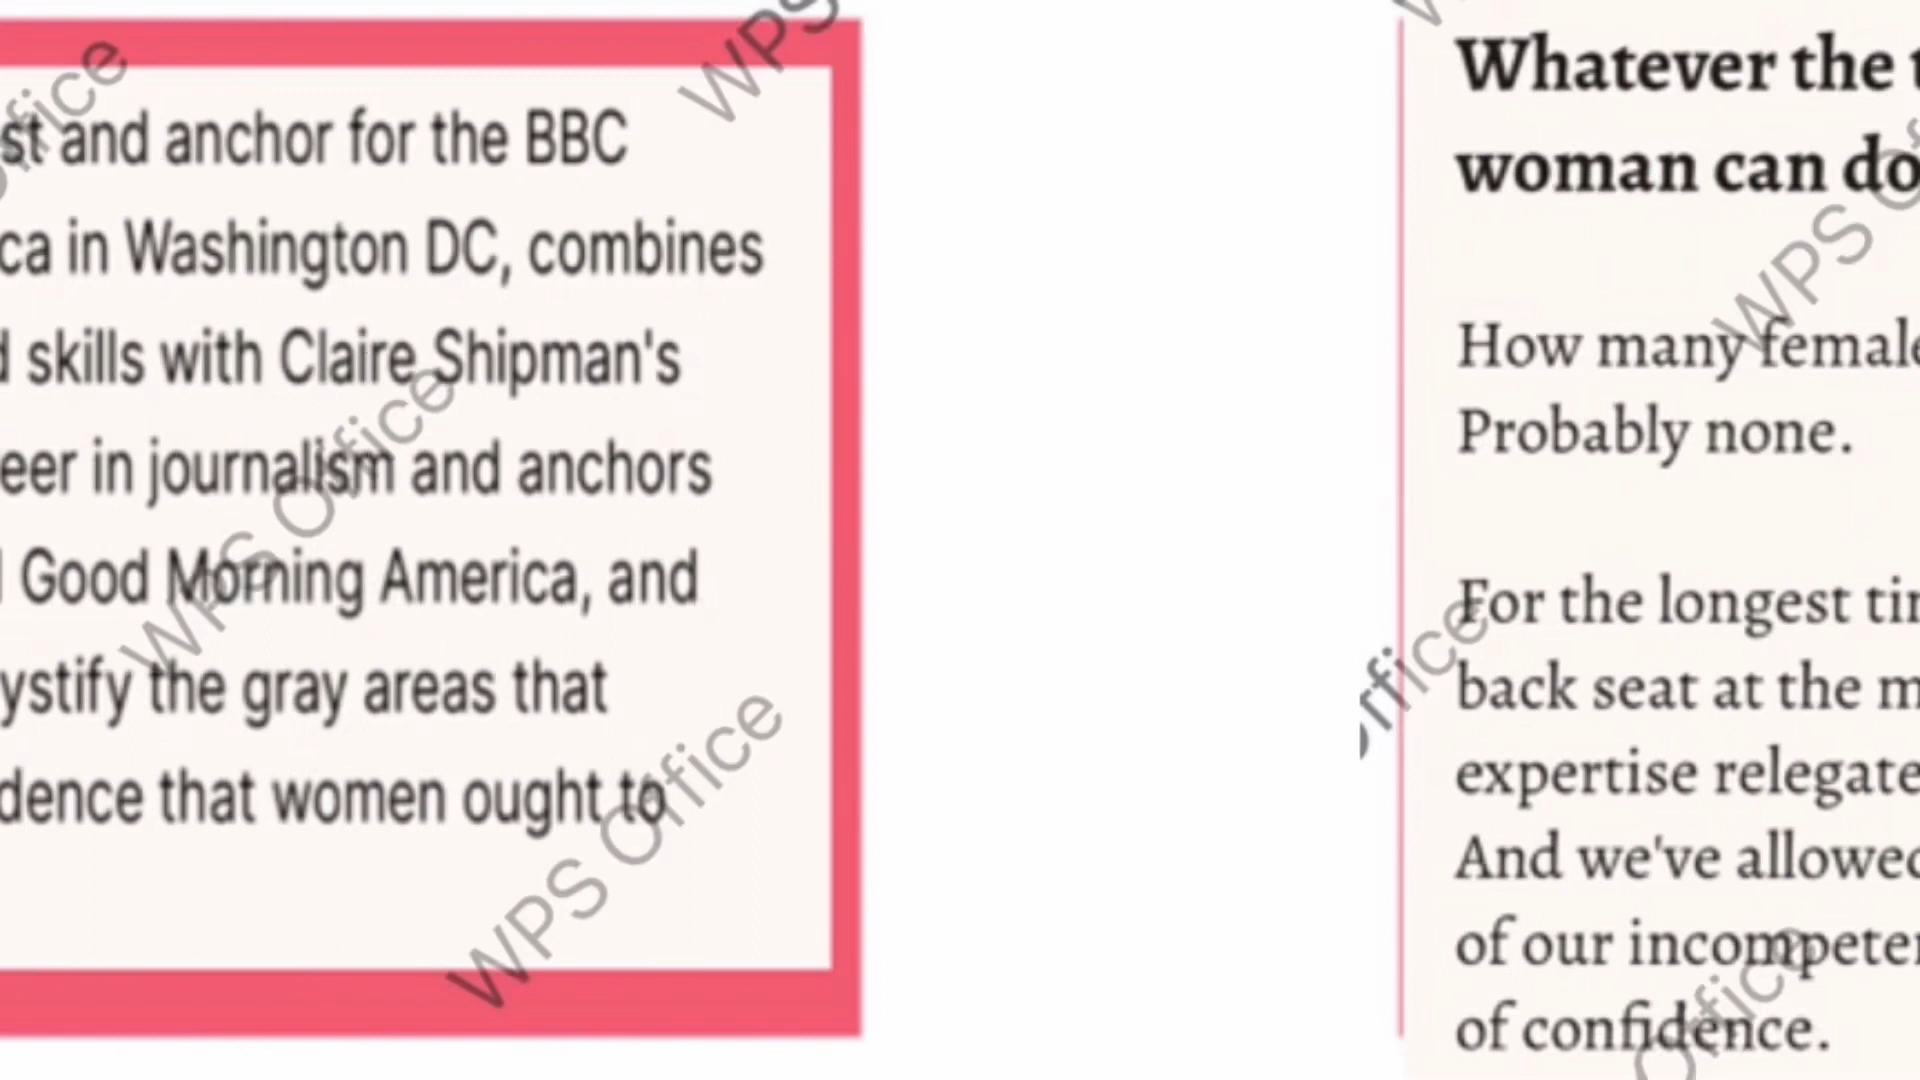 st and anchor for the BBC
ca in Washington DC, combines
d skills with Claire Shipman's
eer in journalism and anchors
l Good Morning America, and
ystify the gray areas that
dence that women ought to
Whatever the t
woman can do
How many female
Probably none.
For the longest tim
back seat at the m
expertise relegate
And we've allowed
of our incompeten
of confidence.
office
WPS
WPS Office
WPS Office
WPS Of
office
Office